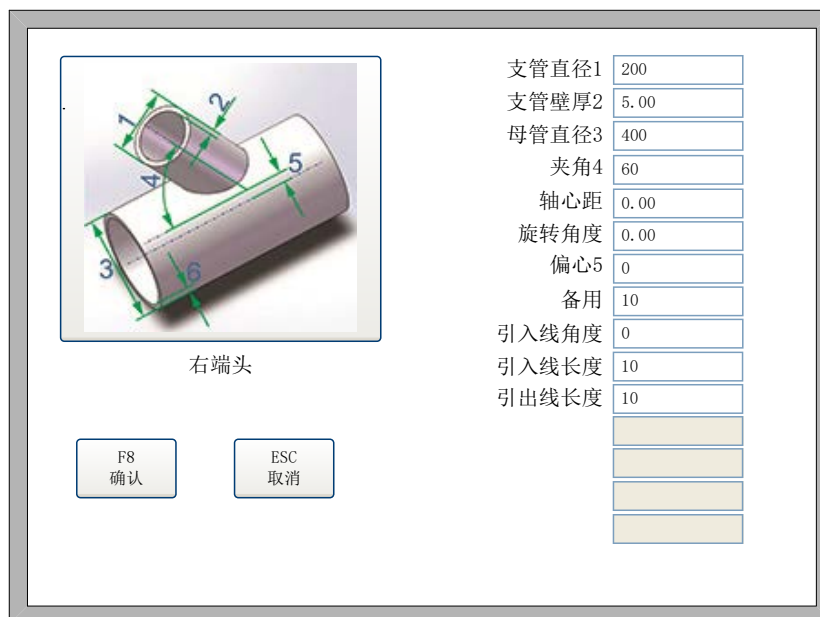 1
2
3
4
5
6
右端头
F8
确认
ESC
取消
支管直径1 200
支管壁厚2 5.00
母管直径3 400
夹角4 60
轴心距 0.00
旋转角度 0.00
偏心5 0
备用 10
引入线角度 0
引入线长度 10
引出线长度 10